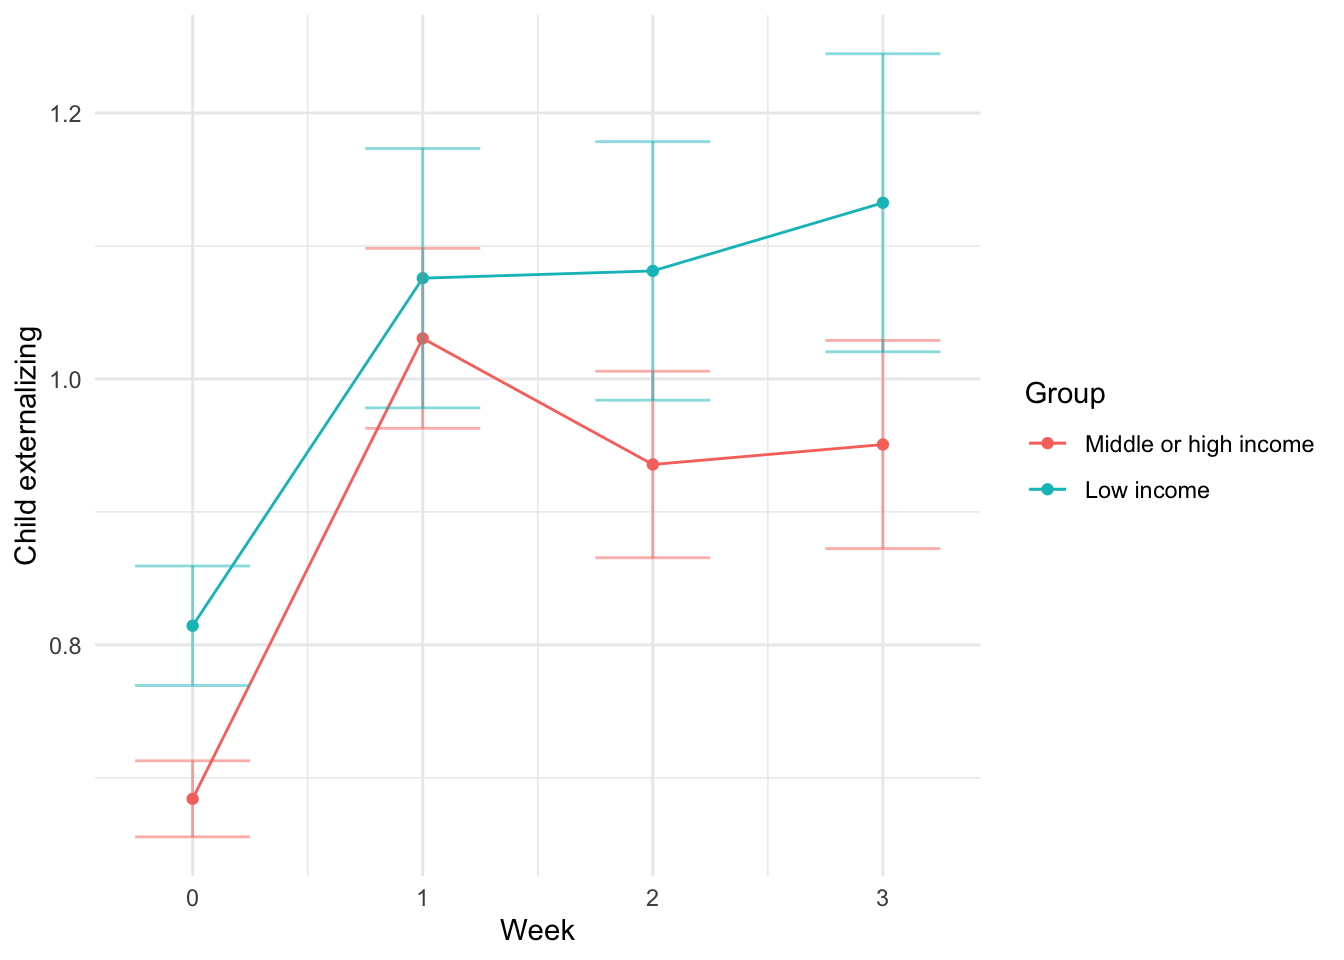 1.2
1.0
0.8
Child externalizing
0 1 2 3
Week
Group
Middle or high income
Low income